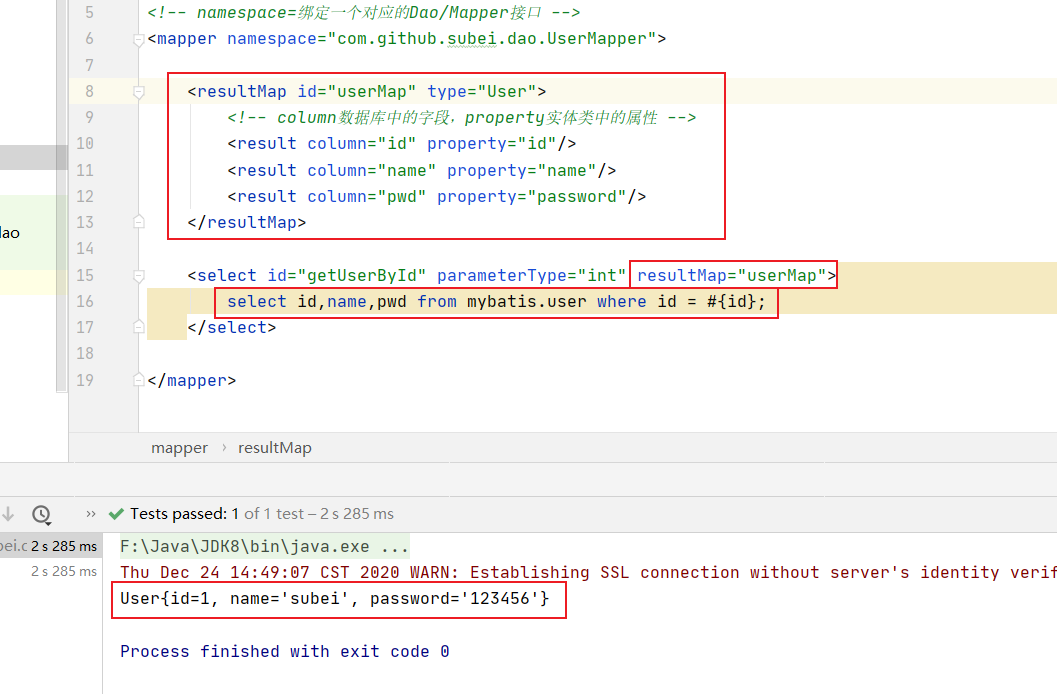 5 <!-- namespace=绑定一个对应的Dao/Mapper接口 -->
6 <mapper namespace="com.github.subei.dao.UserMapper">
7
8 <resultMap id="userMap" type="User">
9 <!-- column数据库中的字段，property实体类中的属性 -->
10 <result column="id" property="id"/>
11 <result column="name" property="name"/>
12 <result column="pwd" property="password"/>
13 </resultMap>
14
15 <select id="getUserById" parameterType="int" resultMap="userMap">
16 select id,name,pwd from mybatis.user where id = #{id};
17 </select>
18
19 </mapper>
dao
mapper › resultMap
» Tests passed: 1 of 1 test – 2 s 285 ms
bei.c 2 s 285 ms
2 s 285 ms
F:\Java\JDK8\bin\java.exe ...
Thu Dec 24 14:49:07 CST 2020 WARN: Establishing SSL connection without server's identity verif
User{id=1, name='subei', password='123456'}
Process finished with exit code 0